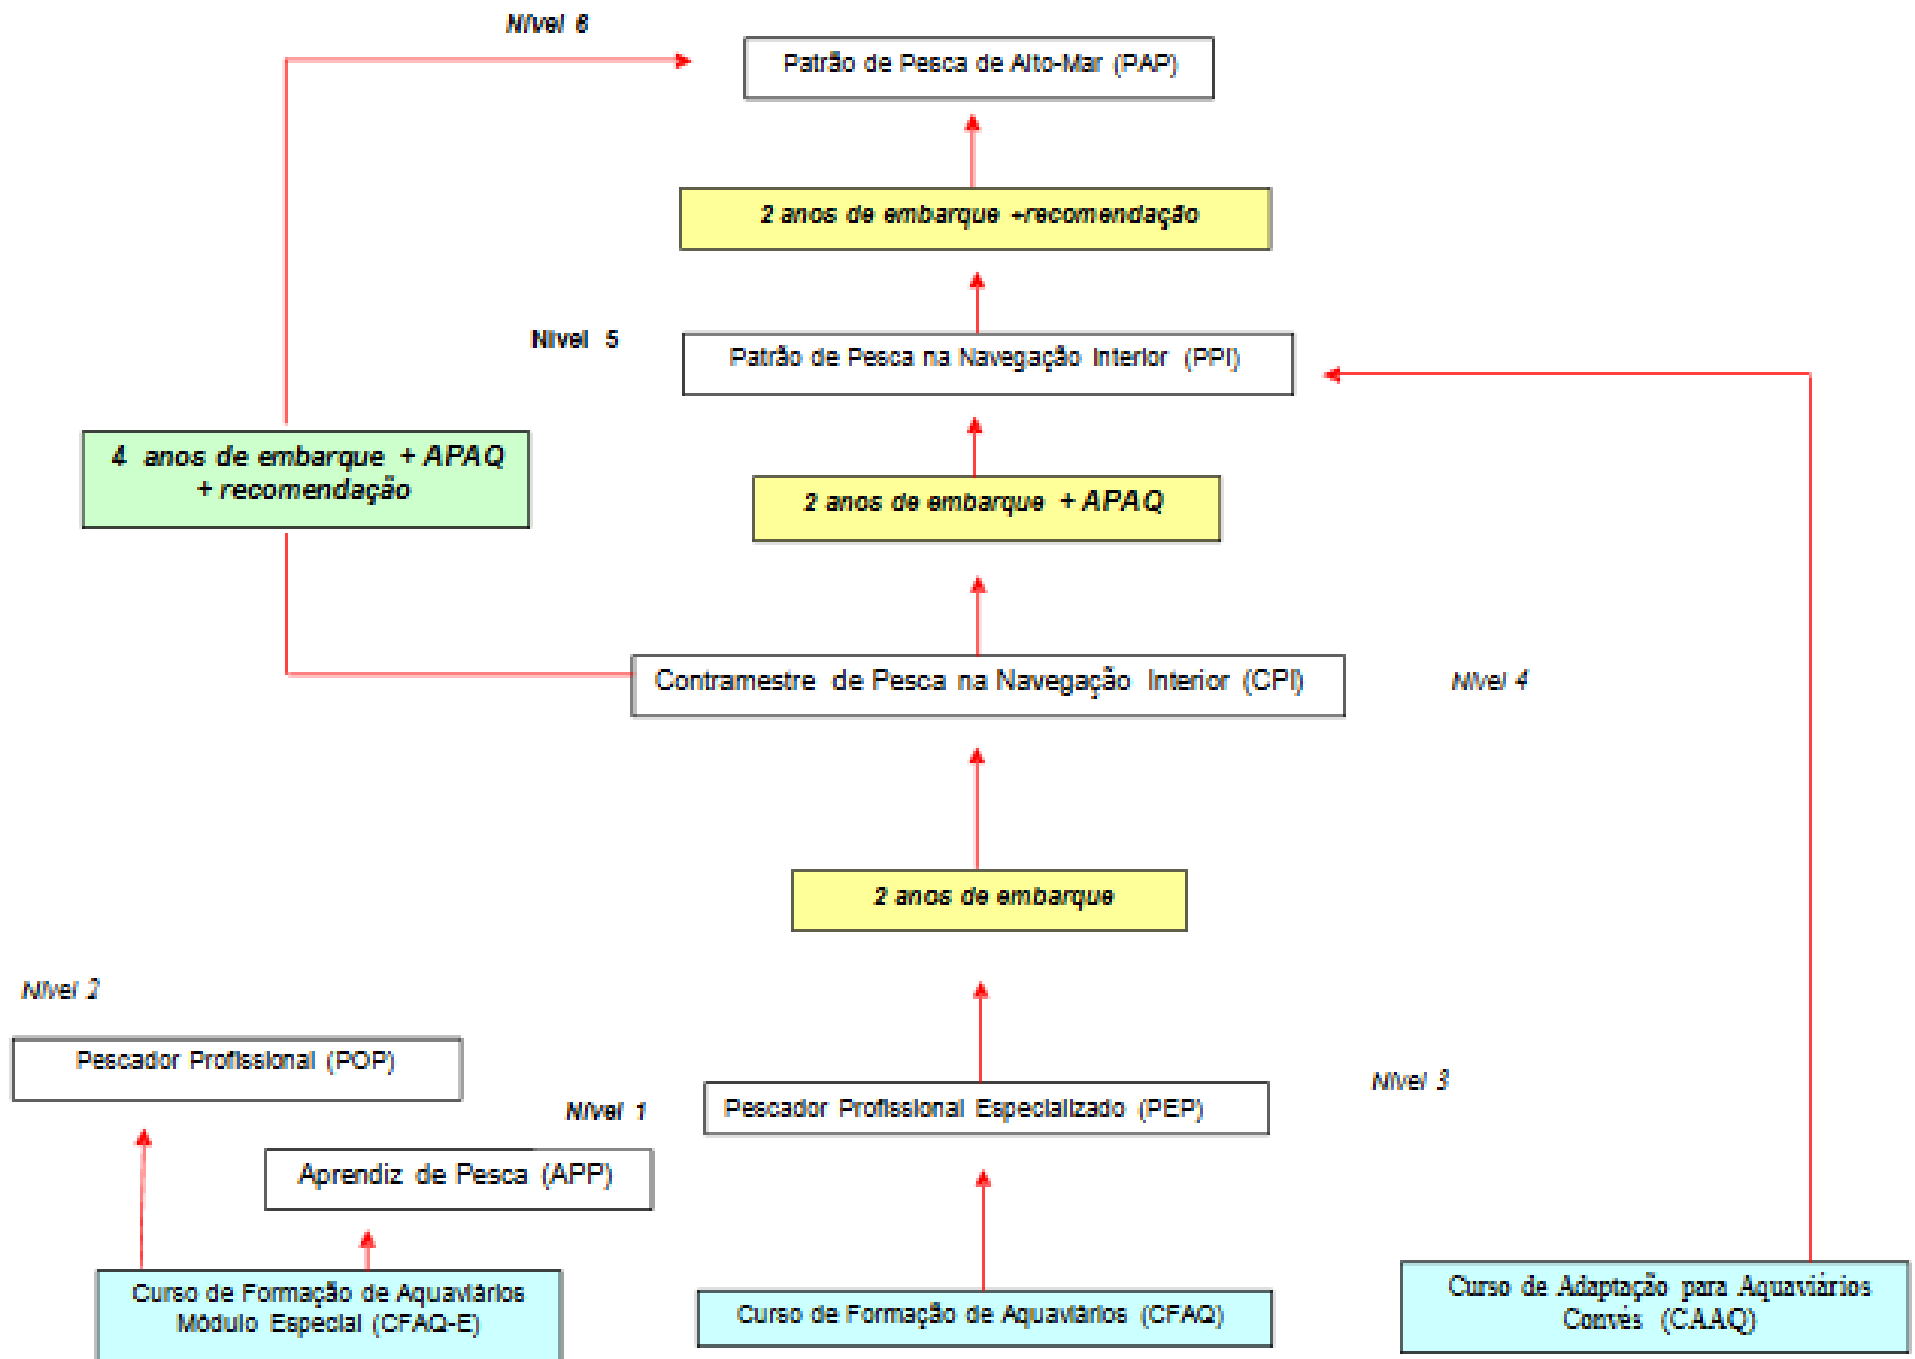 Nível 6
Patrão de Pesca de Alto-Mar (PAP)
2 anos de embarque +recomendação
Nível 5
Patrão de Pesca na Navegação Interior (PPI)
4 anos de embarque + APAQ
+ recomendação
2 anos de embarque + APAQ
Contramestre de Pesca na Navegação Interior (CPI)
Nível 4
2 anos de embarque
Nível 2
Pescador Profissional (POP)
Nível 3
Nível 1
Pescador Profissional Especializado (PEP)
Aprendiz de Pesca (APP)
Curso de Formação de Aquaviários
Módulo Especial (CFAQ-E)
Curso de Formação de Aquaviários (CFAQ)
Curso de Adaptação para Aquaviários
Convés (CAAQ)